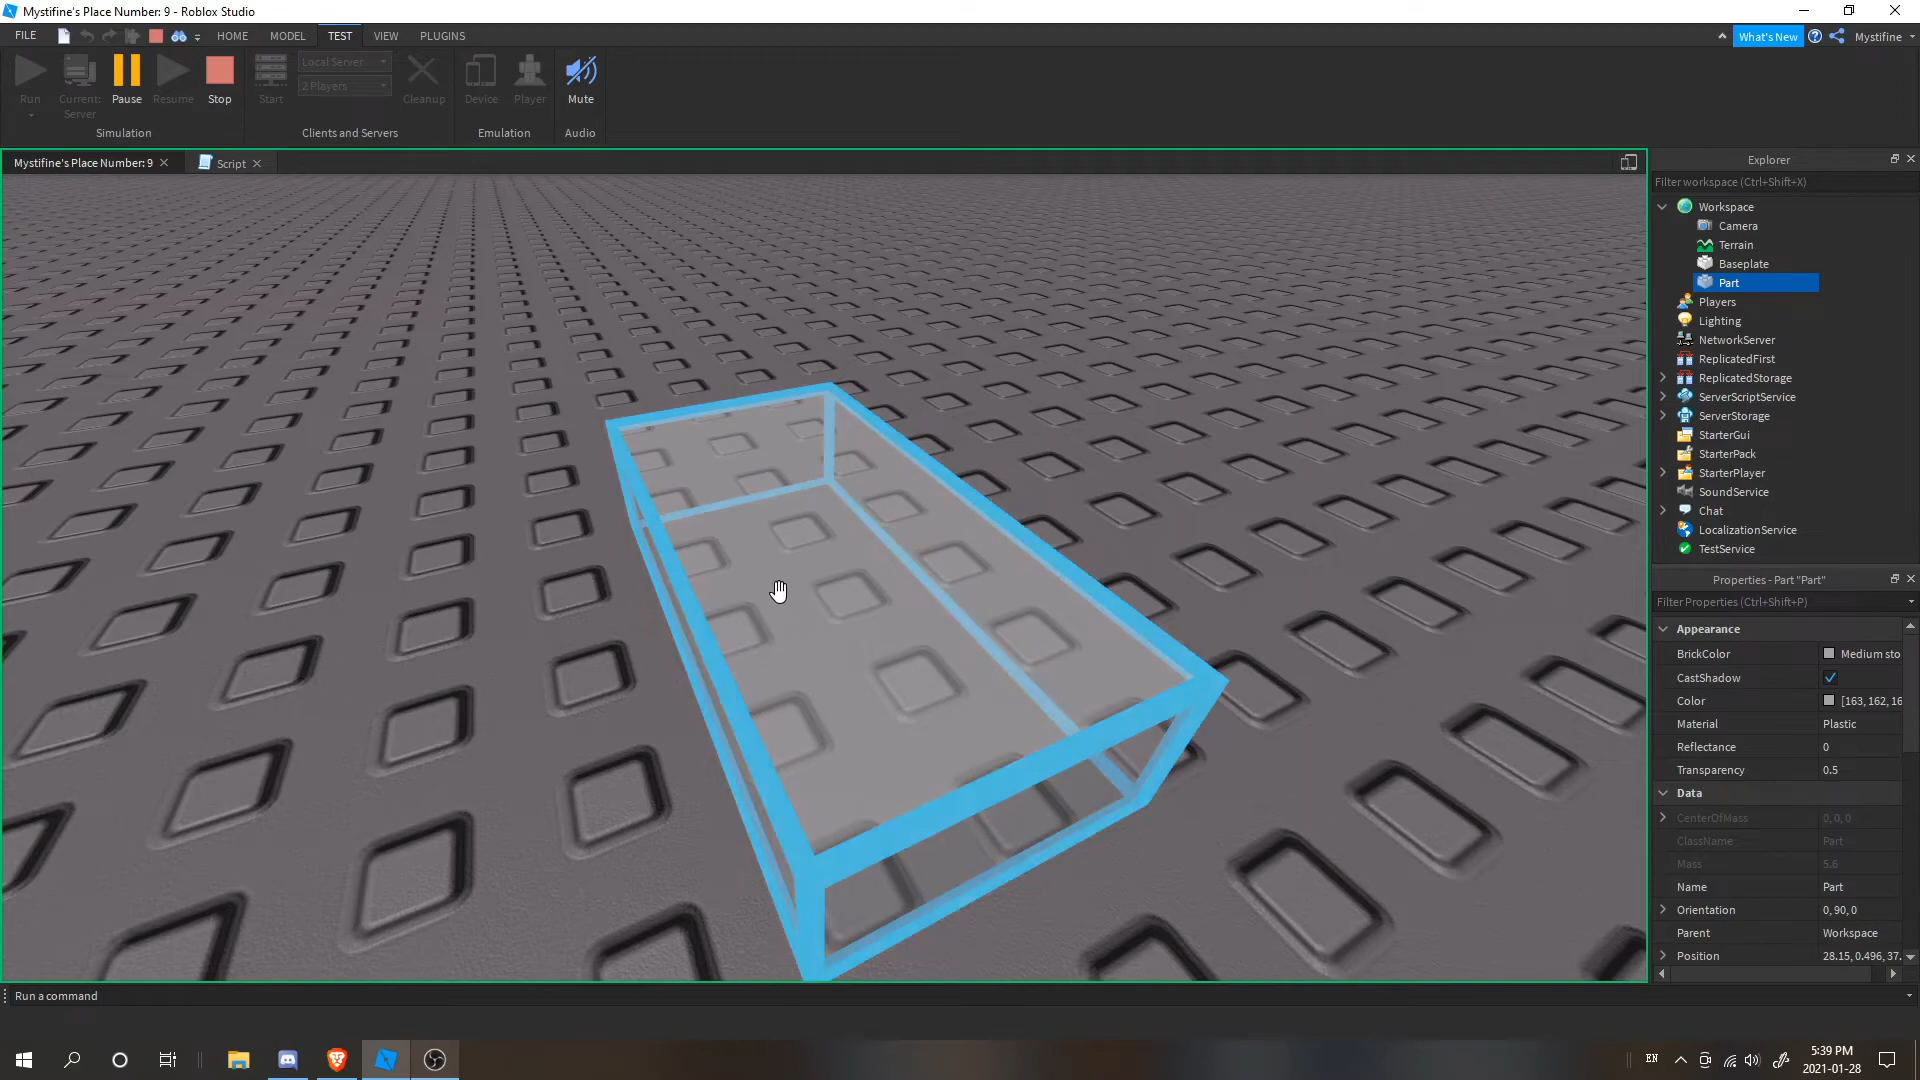 Mystifine's Place Number: 9 - Roblox Studio
FILE HOME MODEL TEST VIEW PLUGINS What's New Mystifine
Run Current: Server Pause Resume Stop Start Local Server 2 Players Cleanup Device Player Mute
Simulation Clients and Servers Emulation Audio
Mystifine's Place Number: 9 Script
Explorer
Filter workspace (Ctrl+Shift+X)
Workspace
Camera
Terrain
Baseplate
Part
Players
Lighting
NetworkServer
ReplicatedFirst
ReplicatedStorage
ServerScriptService
ServerStorage
StarterGui
StarterPack
StarterPlayer
SoundService
Chat
LocalizationService
TestService
Properties - Part "Part"
Filter Properties (Ctrl+Shift+P)
Appearance
BrickColor Medium sto
CastShadow
Color [163, 162, 16
Material Plastic
Reflectance 0
Transparency 0.5
Data
CenterOfMass 0, 0, 0
ClassName Part
Mass 5.6
Name Part
Orientation 0, 90, 0
Parent Workspace
Position 28.15, 0.496, 37.
Run a command
EN
5:39 PM
2021-01-28